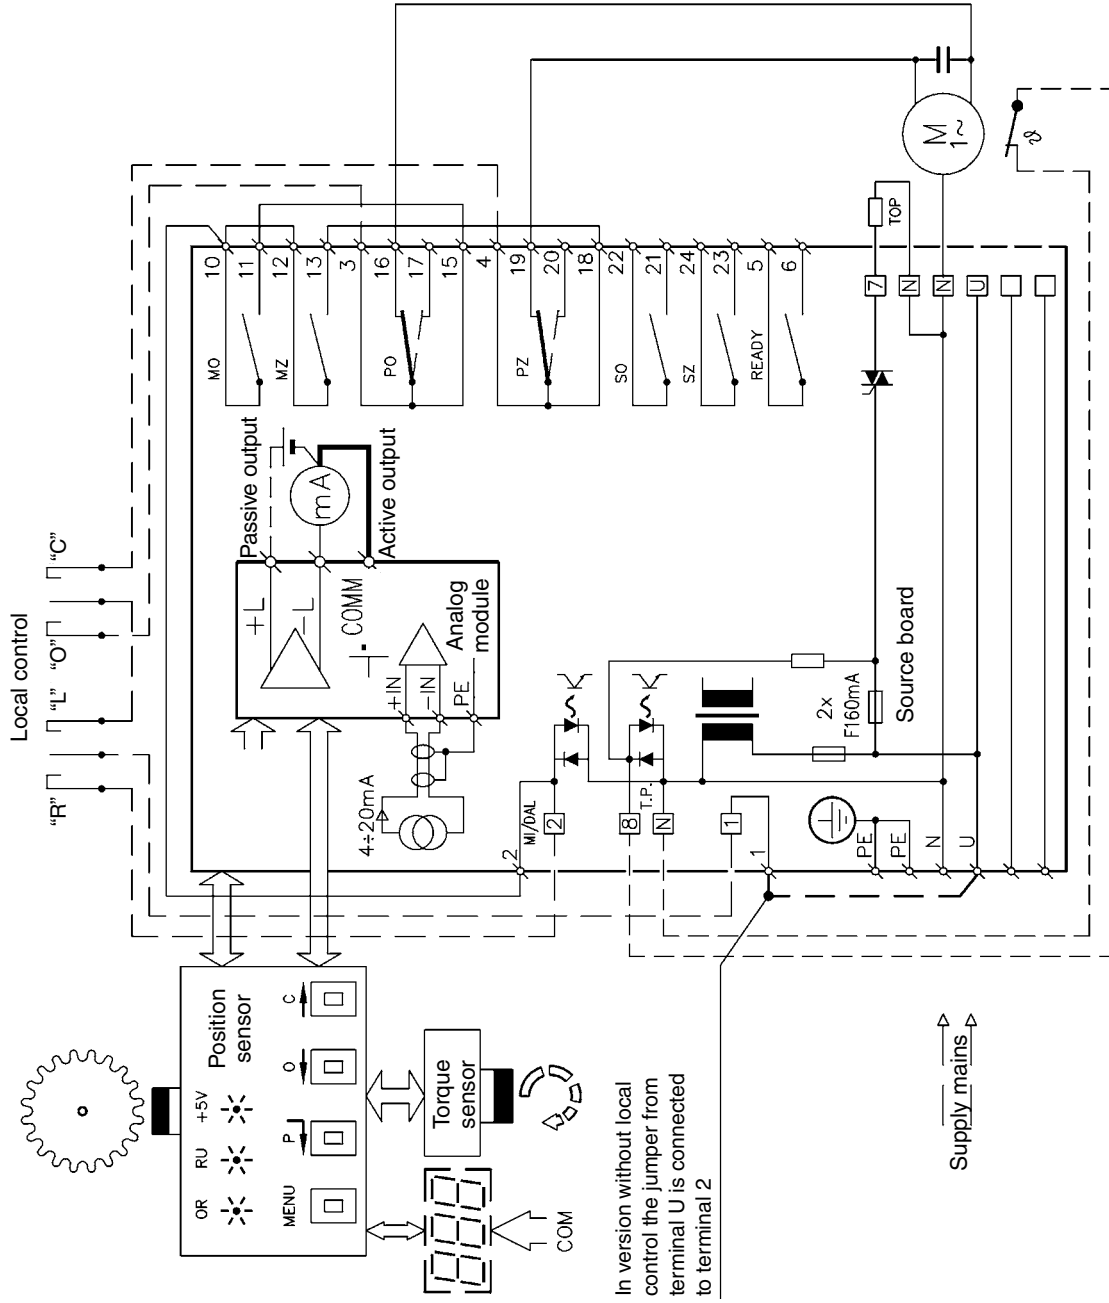 Local control
"R"
"L"
"O"
"C"
10
11
12
13
3
16
17
15
4
19
20
18
22
21
24
23
5
6
MO
MZ
PO
PZ
SO
SZ
READY
TOP
M
1~
ϑ
7
N
N
U
Passive output
Active output
mA
+L
−L
COMM
+IN
−IN
PE
Analog
module
4÷20mA
2
MI/DAL
2
8
T.P.
N
1
1
2x
F160mA
Source board
PE
PE
N
U
Position
sensor
+5V
RU
OR
MENU
P
O
C
Torque
sensor
COM
In version without local
control the jumper from
terminal U is connected
to terminal 2
Supply mains